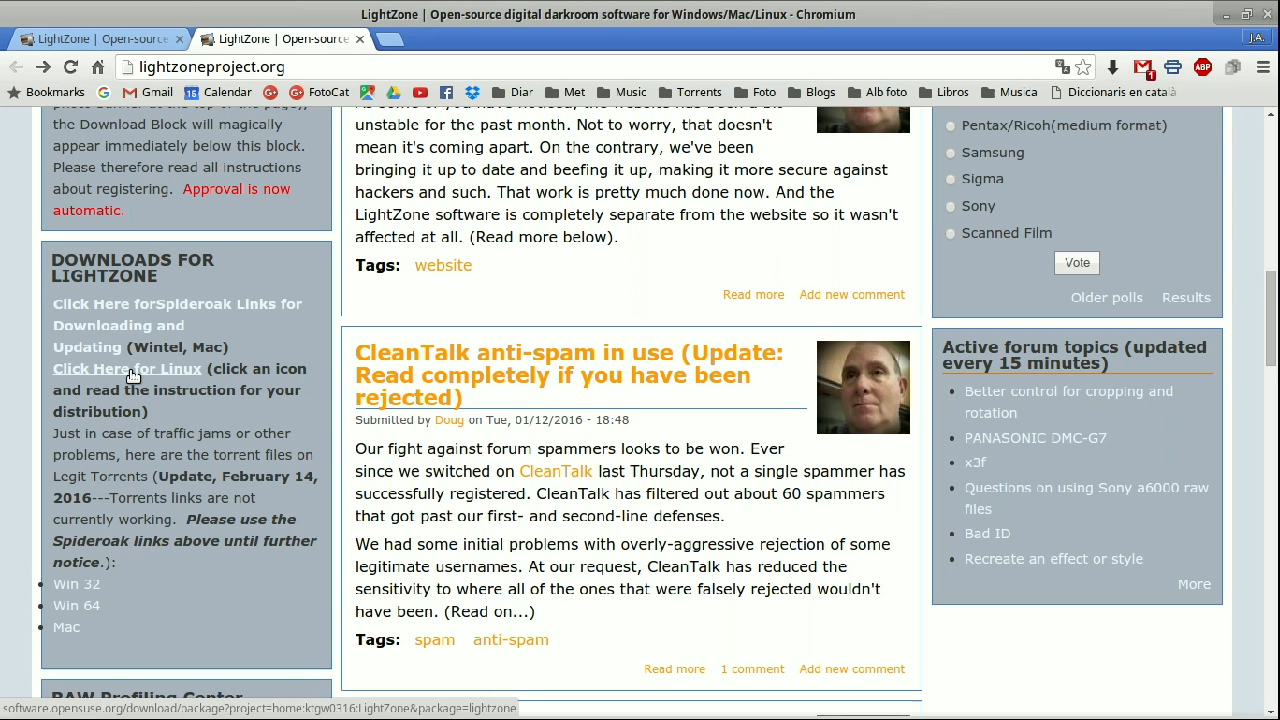 LightZone | Open-source digital darkroom software for Windows/Mac/Linux - Chromium
LightZone | Open-source
LightZone | Open-source
J.A.
lightzoneproject.org
ABP
1
Bookmarks
Gmail
Calendar
FotoCat
Diar
Met
Music
Torrents
Foto
Blogs
Alb foto
Libros
Musica
Diccionaris en català
the Download Block will magically
appear immediately below this block.
Please therefore read all instructions
about registering. Approval is now
automatic.
DOWNLOADS FOR
LIGHTZONE
Click Here forSpideroak Links for
Downloading and
Updating (Wintel, Mac)
Click Here for Linux (click an icon
and read the instruction for your
distribution)
Just in case of traffic jams or other
problems, here are the torrent files on
Legit Torrents (Update, February 14,
2016---Torrents links are not
currently working. Please use the
Spideroak links above until further
notice.):
Win 32
Win 64
Mac
RAW Profiling Center
unstable for the past month. Not to worry, that doesn't
mean it's coming apart. On the contrary, we've been
bringing it up to date and beefing it up, making it more secure against
hackers and such. That work is pretty much done now. And the
LightZone software is completely separate from the website so it wasn't
affected at all. (Read more below).
Tags: website
Read more Add new comment
CleanTalk anti-spam in use (Update:
Read completely if you have been
rejected)
Submitted by Doug on Tue, 01/12/2016 - 18:48
Our fight against forum spammers looks to be won. Ever
since we switched on CleanTalk last Thursday, not a single spammer has
successfully registered. CleanTalk has filtered out about 60 spammers
that got past our first- and second-line defenses.
We had some initial problems with overly-aggressive rejection of some
legitimate usernames. At our request, CleanTalk has reduced the
sensitivity to where all of the ones that were falsely rejected wouldn't
have been. (Read on...)
Tags: spam anti-spam
Read more 1 comment Add new comment
Pentax/Ricoh(medium format)
Samsung
Sigma
Sony
Scanned Film
Vote
Older polls Results
Active forum topics (updated
every 15 minutes)
Better control for cropping and
rotation
PANASONIC DMC-G7
x3f
Questions on using Sony a6000 raw
files
Bad ID
Recreate an effect or style
More
software.opensuse.org/download/package?project=home:ktgw0316:LightZone&package=lightzone